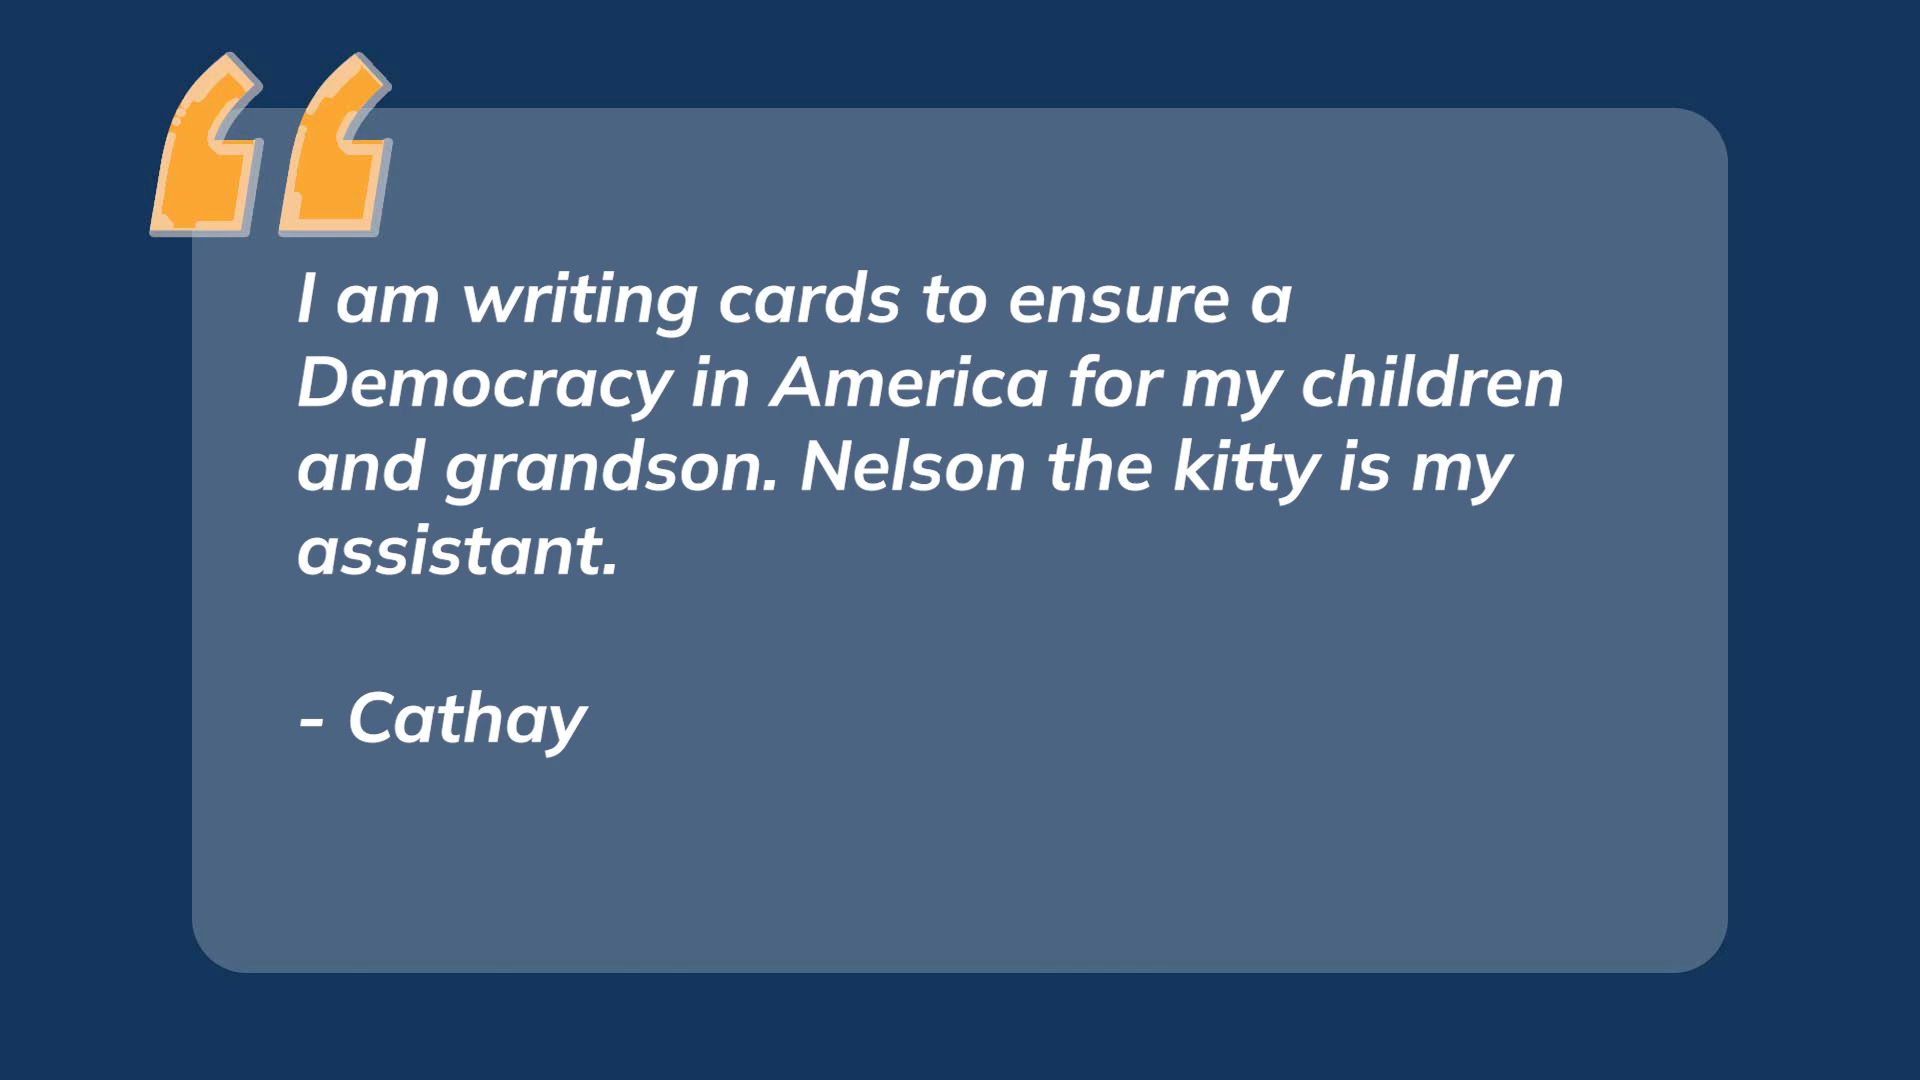 I am writing cards to ensure a
Democracy in America for my children
and grandson. Nelson the kitty is my
assistant.
- Cathay